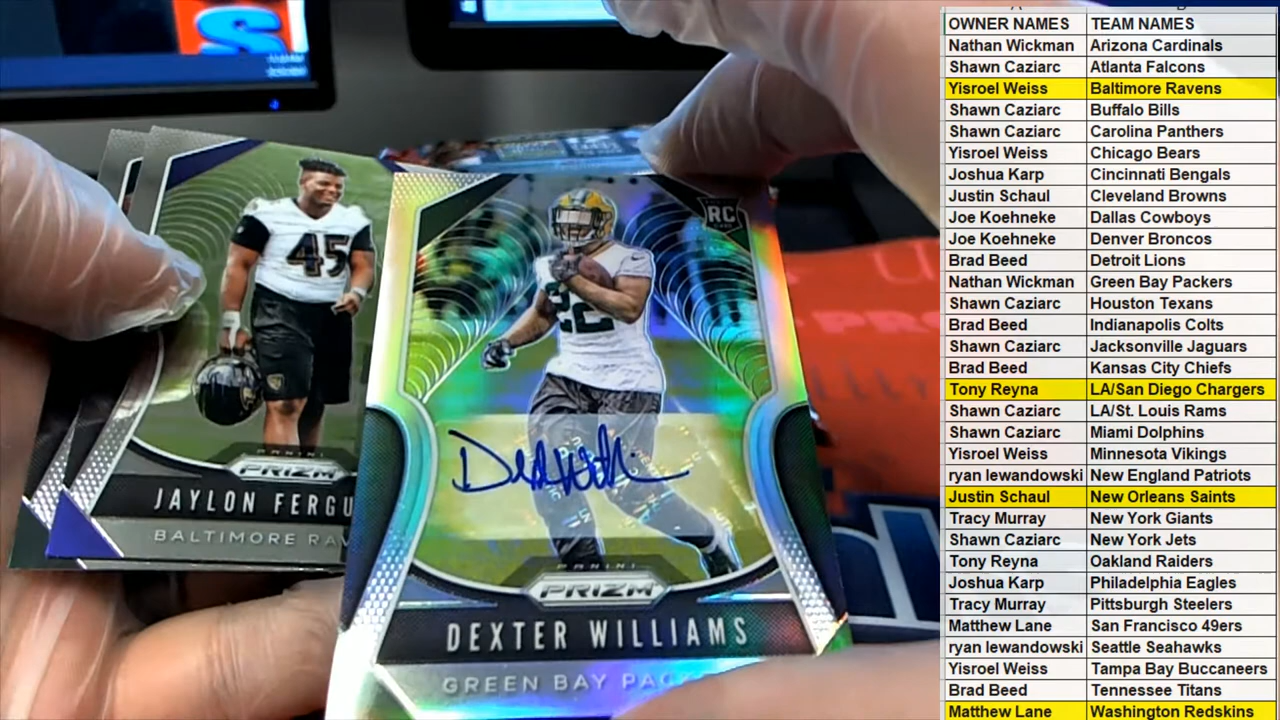 S
45
JAYLON FERGU
BALTIMORE RAV
PANINI
PRIZM
RC
22
PANINI
PRIZM
DEXTER WILLIAMS
GREEN BAY PAC
OWNER NAMES TEAM NAMES
Nathan Wickman Arizona Cardinals
Shawn Caziarc Atlanta Falcons
Yisroel Weiss Baltimore Ravens
Shawn Caziarc Buffalo Bills
Shawn Caziarc Carolina Panthers
Yisroel Weiss Chicago Bears
Joshua Karp Cincinnati Bengals
Justin Schaul Cleveland Browns
Joe Koehneke Dallas Cowboys
Joe Koehneke Denver Broncos
Brad Beed Detroit Lions
Nathan Wickman Green Bay Packers
Shawn Caziarc Houston Texans
Brad Beed Indianapolis Colts
Shawn Caziarc Jacksonville Jaguars
Brad Beed Kansas City Chiefs
Tony Reyna LA/San Diego Chargers
Shawn Caziarc LA/St. Louis Rams
Shawn Caziarc Miami Dolphins
Yisroel Weiss Minnesota Vikings
ryan lewandowski New England Patriots
Justin Schaul New Orleans Saints
Tracy Murray New York Giants
Shawn Caziarc New York Jets
Tony Reyna Oakland Raiders
Joshua Karp Philadelphia Eagles
Tracy Murray Pittsburgh Steelers
Matthew Lane San Francisco 49ers
ryan lewandowski Seattle Seahawks
Yisroel Weiss Tampa Bay Buccaneers
Brad Beed Tennessee Titans
Matthew Lane Washington Redskins